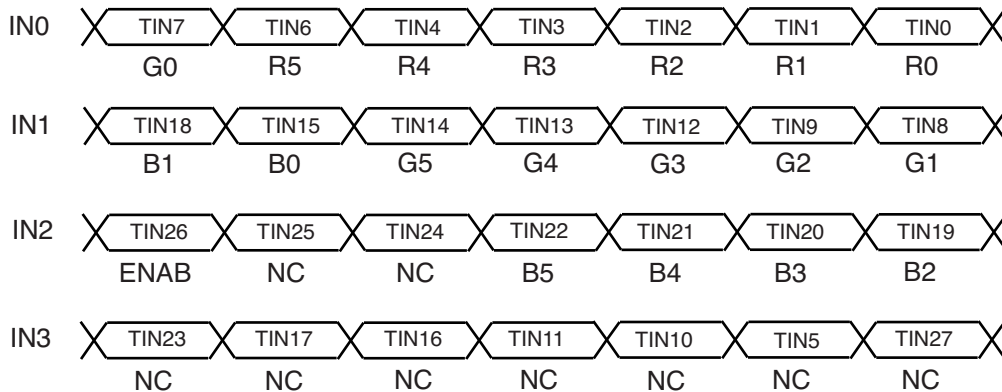 IN0 TIN7 TIN6 TIN4 TIN3 TIN2 TIN1 TIN0
G0 R5 R4 R3 R2 R1 R0
IN1 TIN18 TIN15 TIN14 TIN13 TIN12 TIN9 TIN8
B1 B0 G5 G4 G3 G2 G1
IN2 TIN26 TIN25 TIN24 TIN22 TIN21 TIN20 TIN19
ENAB NC NC B5 B4 B3 B2
IN3 TIN23 TIN17 TIN16 TIN11 TIN10 TIN5 TIN27
NC NC NC NC NC NC NC